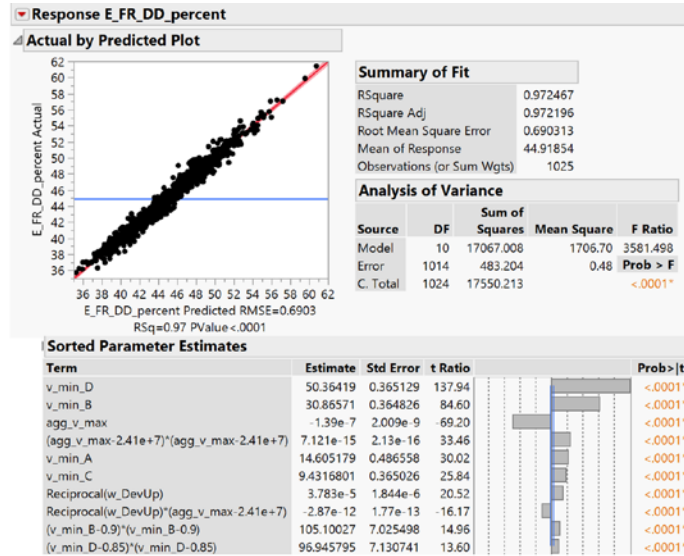 Response E_FR_DD_percent
Actual by Predicted Plot
62
60
58
56
54
52
50
48
46
44
42
40
38
36
E_FR_DD_percent Actual
36 38 40 42 44 46 48 50 52 54 56 58 60 62
E_FR_DD_percent Predicted RMSE=0.6903
RSq=0.97 PValue<.0001
Summary of Fit
RSquare 0.972467
RSquare Adj 0.972196
Root Mean Square Error 0.690313
Mean of Response 44.91854
Observations (or Sum Wgts) 1025
Analysis of Variance
Sum of
Source DF Squares Mean Square F Ratio
Model 10 17067.008 1706.70 3581.498
Error 1014 483.204 0.48 Prob > F
C. Total 1024 17550.213 <.0001*
Sorted Parameter Estimates
Term Estimate Std Error t Ratio Prob>|t
v_min_D 50.36419 0.365129 137.94 <.0001*
v_min_B 30.86571 0.364826 84.60 <.0001*
agg_v_max -1.39e-7 2.009e-9 -69.20 <.0001*
(agg_v_max-2.41e+7)*(agg_v_max-2.41e+7) 7.121e-15 2.13e-16 33.46 <.0001*
v_min_A 14.605179 0.486558 30.02 <.0001*
v_min_C 9.4316801 0.365026 25.84 <.0001*
Reciprocal(w_DevUp) 3.783e-5 1.844e-6 20.52 <.0001*
Reciprocal(w_DevUp)*(agg_v_max-2.41e+7) -2.87e-12 1.77e-13 -16.17 <.0001*
(v_min_B-0.9)*(v_min_B-0.9) 105.10027 7.025498 14.96 <.0001*
(v_min_D-0.85)*(v_min_D-0.85) 96.945795 7.130741 13.60 <.0001*